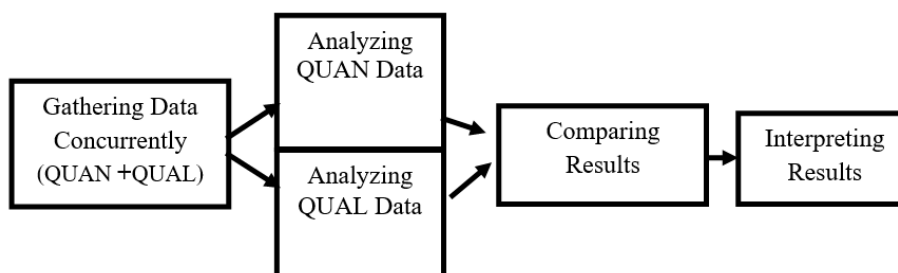 Gathering Data
Concurrently
(QUAN +QUAL)
Analyzing
QUAN Data
Analyzing
QUAL Data
Comparing
Results
Interpreting
Results